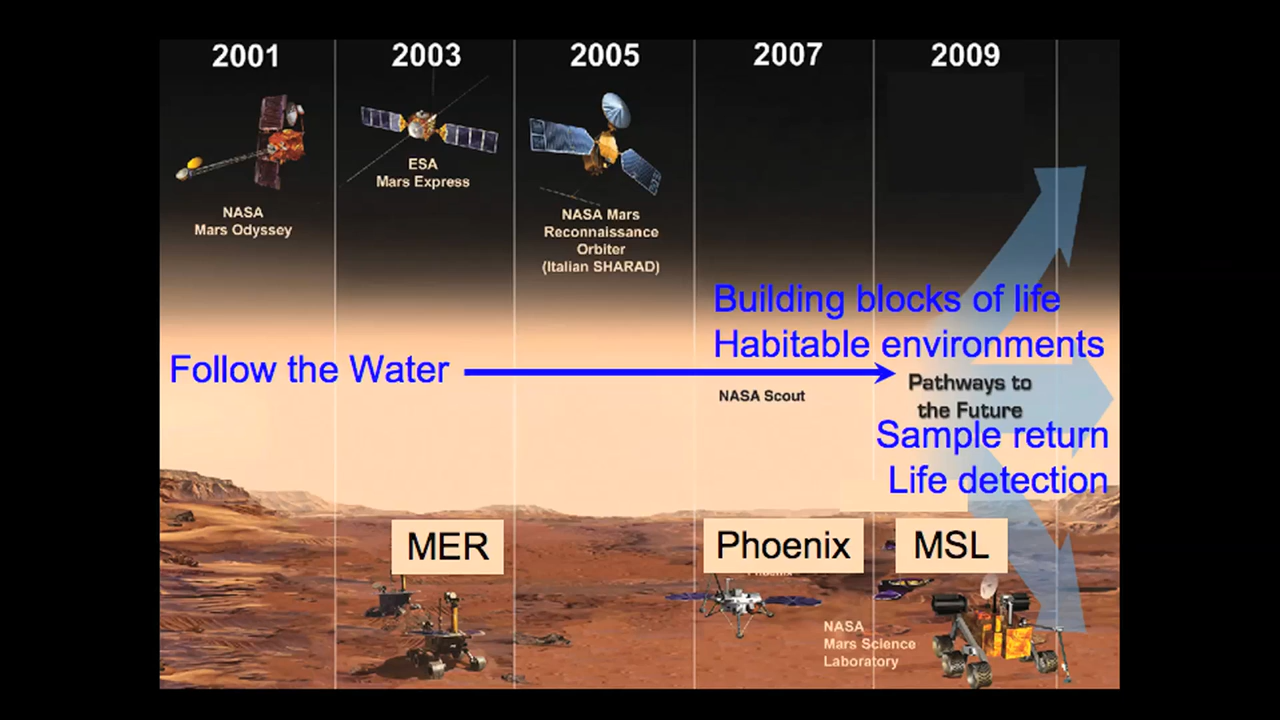 2001
2003
2005
2007
2009
ESA
Mars Express
NASA
Mars Odyssey
NASA Mars
Reconnaissance
Orbiter
(Italian SHARAD)
Building blocks of life
Habitable environments
Follow the Water
NASA Scout
Pathways to
the Future
Sample return
Life detection
MER
Phoenix
MSL
Phoenix
NASA
Mars Science
Laboratory